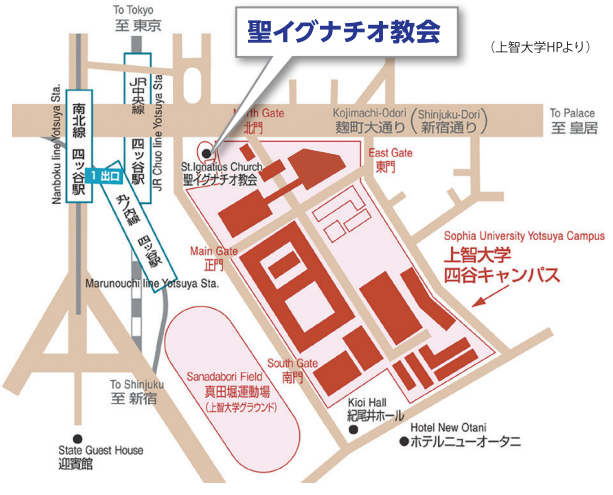 To Tokyo
至 東京
聖イグナチオ教会
(上智大学HPより)
南北線 四ッ谷駅
Nanboku line Yotsuya Sta.
JR中央線 四ッ谷駅
JR Chuo line Yotsuya Sta.
North Gate
北門
Kojimachi-Odori (Shinjuku-Dori)
麹町大通り(新宿通り)
To Palace
至 皇居
1 出口
St.Ignatius Church
聖イグナチオ教会
East Gate
東門
丸ノ内線 四ッ谷駅
Marunouchi line Yotsuya Sta.
Main Gate
正門
Sophia University Yotsuya Campus
上智大学
四谷キャンパス
South Gate
南門
Sanadabori Field
真田堀運動場
(上智大学グラウンド)
To Shinjuku
至 新宿
Kioi Hall
紀尾井ホール
Hotel New Otani
ホテルニューオータニ
State Guest House
迎賓館